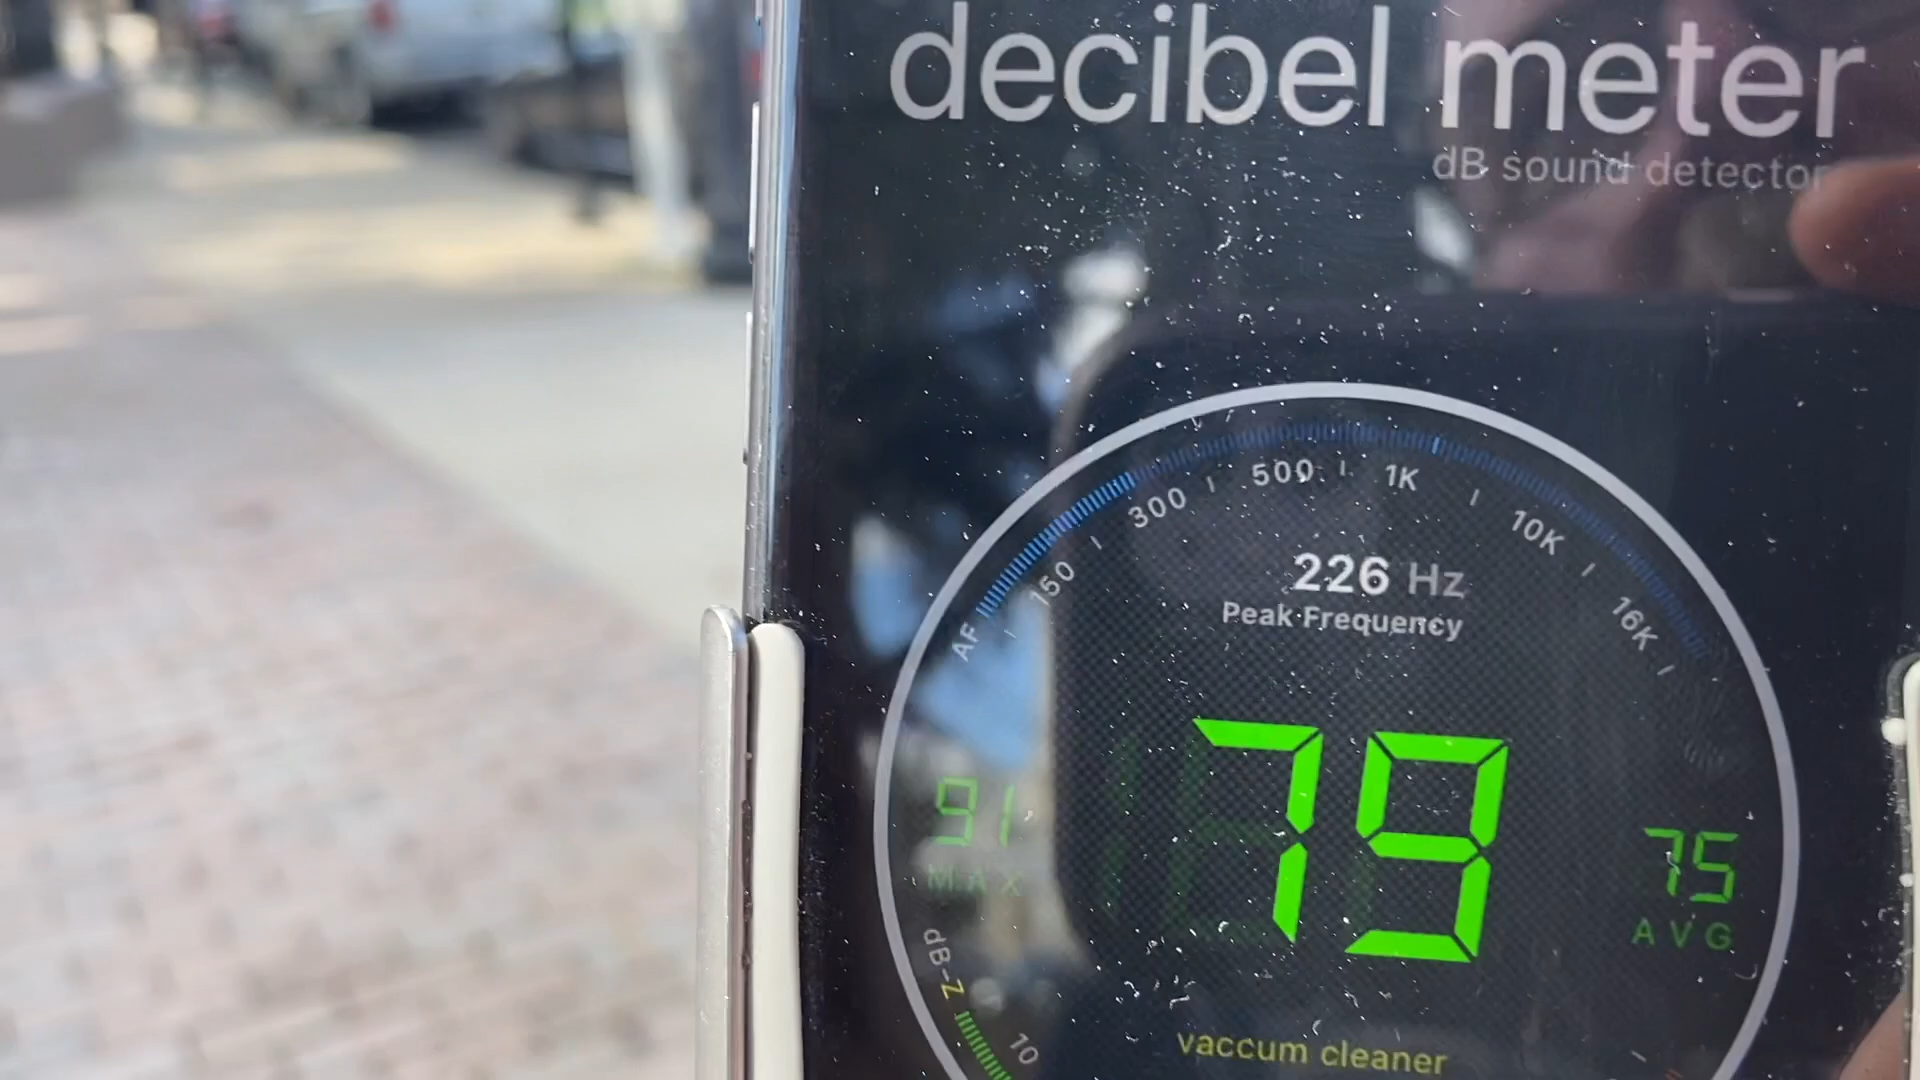 decibel meter
dB sound detector
AF 150 300 500 1K 10K 16K
226 Hz
Peak Frequency
79
91
MAX
75
AVG
dB-Z
10
vaccum cleaner